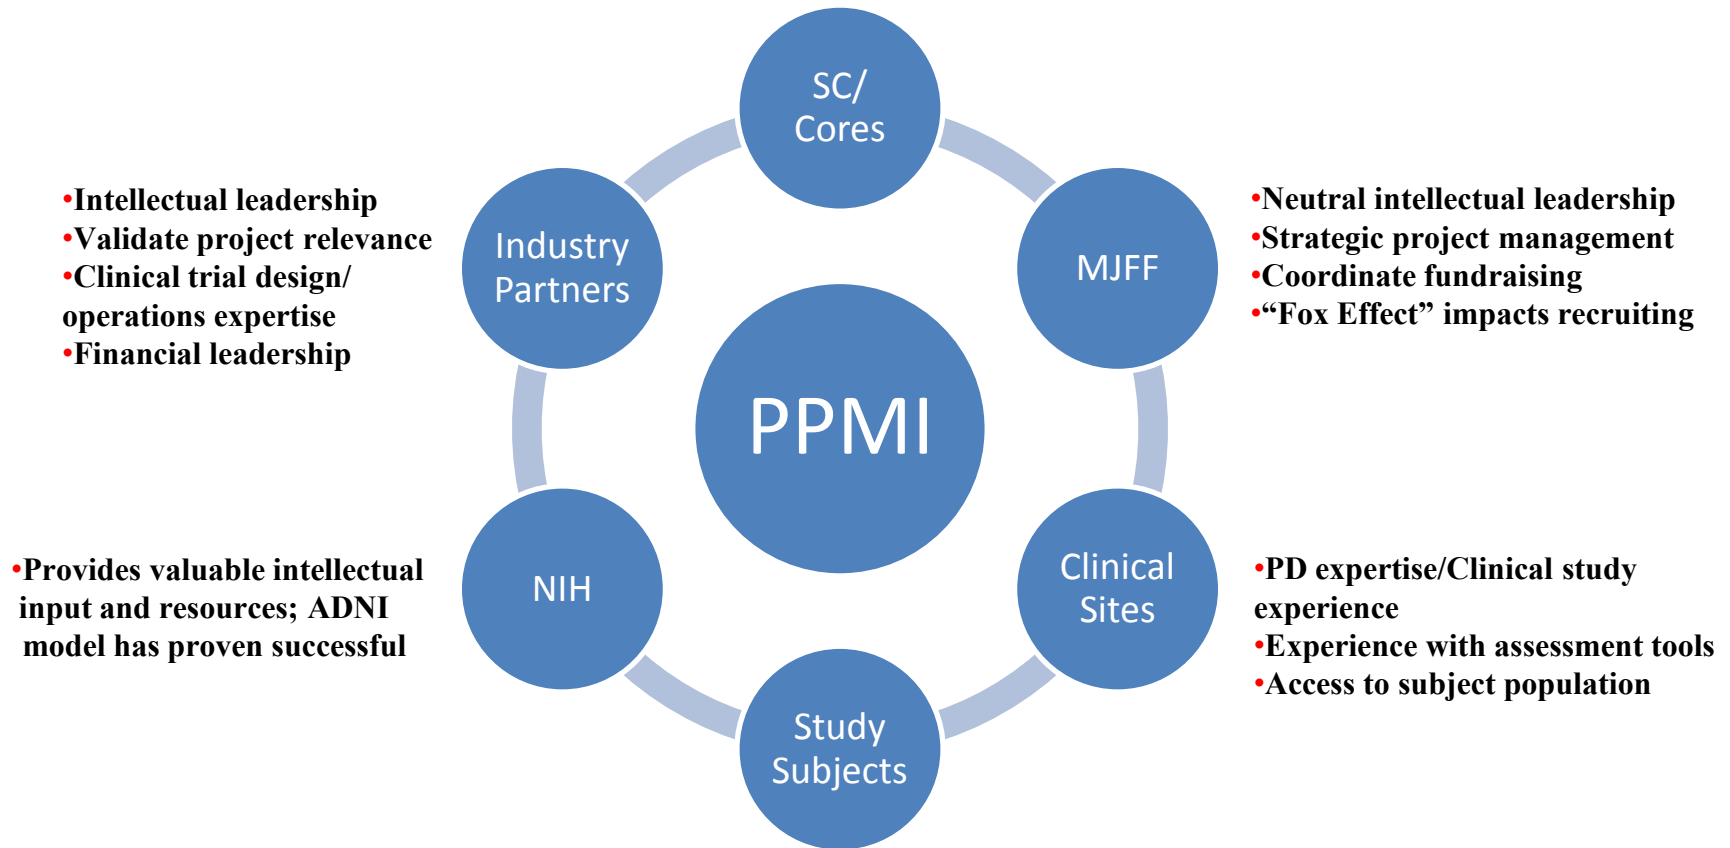 SC/
Cores
•Intellectual leadership
•Validate project relevance
•Clinical trial design/
operations expertise
•Financial leadership
Industry
Partners
MJFF
•Neutral intellectual leadership
•Strategic project management
•Coordinate fundraising
•“Fox Effect” impacts recruiting
PPMI
•Provides valuable intellectual
input and resources; ADNI
model has proven successful
NIH
Clinical
Sites
•PD expertise/Clinical study
experience
•Experience with assessment tools
•Access to subject population
Study
Subjects